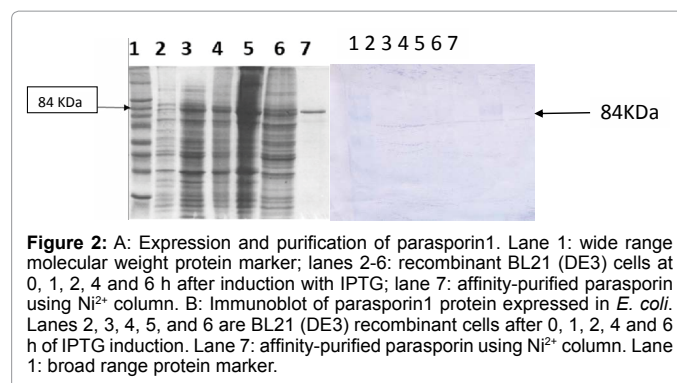 1 2 3 4 5 6 7
1 2 3 4 5 6 7
84 KDa
84KDa
Figure 2: A: Expression and purification of parasporin1. Lane 1: wide range
molecular weight protein marker; lanes 2-6: recombinant BL21 (DE3) cells at
0, 1, 2, 4 and 6 h after induction with IPTG; lane 7: affinity-purified parasporin
using Ni²⁺ column. B: Immunoblot of parasporin1 protein expressed in E. coli.
Lanes 2, 3, 4, 5, and 6 are BL21 (DE3) recombinant cells after 0, 1, 2, 4 and 6
h of IPTG induction. Lane 7: affinity-purified parasporin using Ni²⁺ column. Lane
1: broad range protein marker.